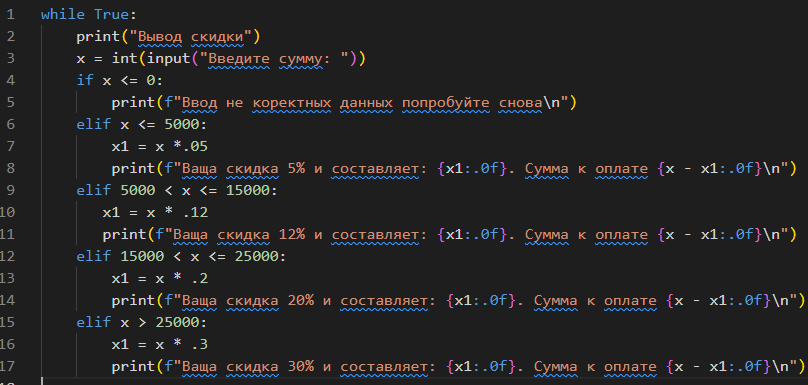 1 while True:
2     print("Вывод скидки")
3     x = int(input("Введите сумму: "))
4     if x <= 0:
5         print(f"Ввод не коректных данных попробуйте снова\n")
6     elif x <= 5000:
7         x1 = x *.05
8         print(f"Ваща скидка 5% и составляет: {x1:.0f}. Сумма к оплате {x - x1:.0f}\n")
9     elif 5000 < x <= 15000:
10        x1 = x * .12
11        print(f"Ваща скидка 12% и составляет: {x1:.0f}. Сумма к оплате {x - x1:.0f}\n")
12    elif 15000 < x <= 25000:
13        x1 = x * .2
14        print(f"Ваща скидка 20% и составляет: {x1:.0f}. Сумма к оплате {x - x1:.0f}\n")
15    elif x > 25000:
16        x1 = x * .3
17        print(f"Ваща скидка 30% и составляет: {x1:.0f}. Сумма к оплате {x - x1:.0f}\n")